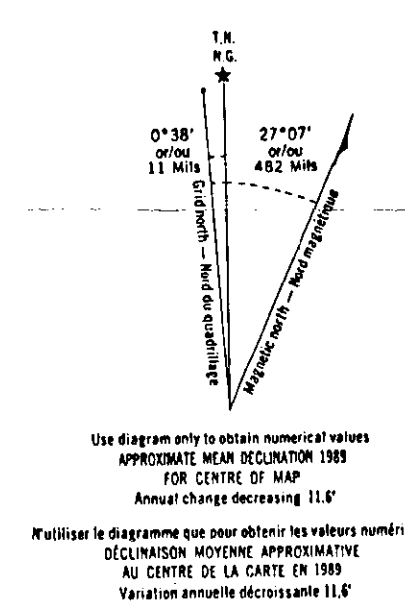 T.N.
N.G.
0°38'
or/ou
11 Mils
27°07'
or/ou
482 Mils
Grid north — Nord du quadrillage
Magnetic north — Nord magnétique
Use diagram only to obtain numerical values
APPROXIMATE MEAN DECLINATION 1989
FOR CENTRE OF MAP
Annual change decreasing 11.6'
N'utiliser le diagramme que pour obtenir les valeurs numéri
DÉCLINAISON MOYENNE APPROXIMATIVE
AU CENTRE DE LA CARTE EN 1989
Variation annuelle décroissante 11,6'